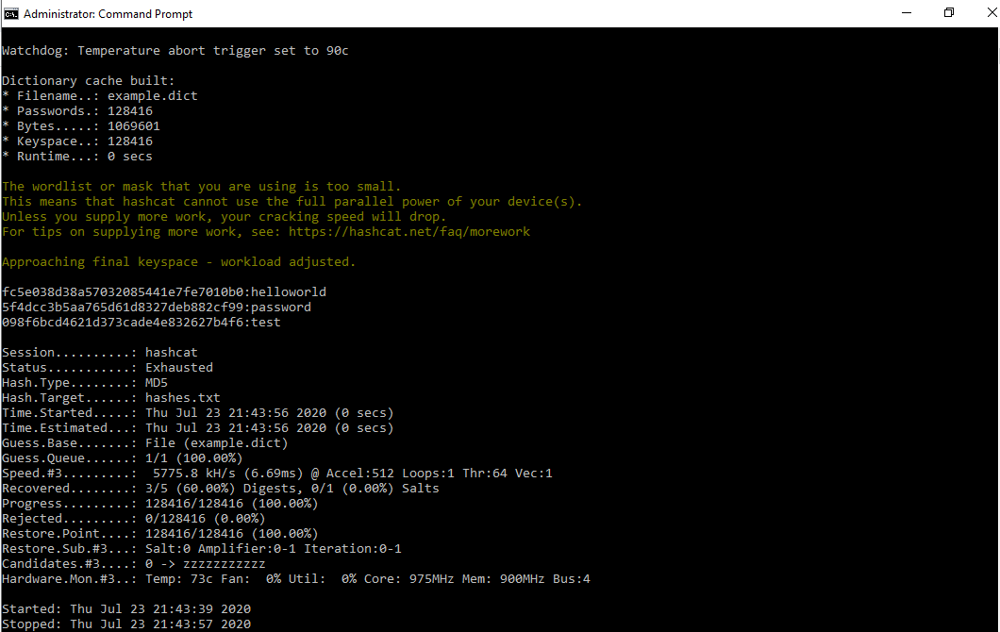 Administrator: Command Prompt
Watchdog: Temperature abort trigger set to 90c
Dictionary cache built:
* Filename..: example.dict
* Passwords.: 128416
* Bytes.....: 1069601
* Keyspace..: 128416
* Runtime...: 0 secs
The wordlist or mask that you are using is too small.
This means that hashcat cannot use the full parallel power of your device(s).
Unless you supply more work, your cracking speed will drop.
For tips on supplying more work, see: https://hashcat.net/faq/morework
Approaching final keyspace - workload adjusted.
fc5e038d38a57032085441e7fe7010b0:helloworld
5f4dcc3b5aa765d61d8327deb882cf99:password
098f6bcd4621d373cade4e832627b4f6:test
Session..........: hashcat
Status...........: Exhausted
Hash.Type........: MD5
Hash.Target......: hashes.txt
Time.Started.....: Thu Jul 23 21:43:56 2020 (0 secs)
Time.Estimated...: Thu Jul 23 21:43:56 2020 (0 secs)
Guess.Base.......: File (example.dict)
Guess.Queue......: 1/1 (100.00%)
Speed.#3.........:  5775.8 kH/s (6.69ms) @ Accel:512 Loops:1 Thr:64 Vec:1
Recovered........: 3/5 (60.00%) Digests, 0/1 (0.00%) Salts
Progress.........: 128416/128416 (100.00%)
Rejected.........: 0/128416 (0.00%)
Restore.Point....: 128416/128416 (100.00%)
Restore.Sub.#3...: Salt:0 Amplifier:0-1 Iteration:0-1
Candidates.#3....: 0 -> zzzzzzzzzzz
Hardware.Mon.#3..: Temp: 73c Fan:  0% Util:  0% Core: 975MHz Mem: 900MHz Bus:4
Started: Thu Jul 23 21:43:39 2020
Stopped: Thu Jul 23 21:43:57 2020